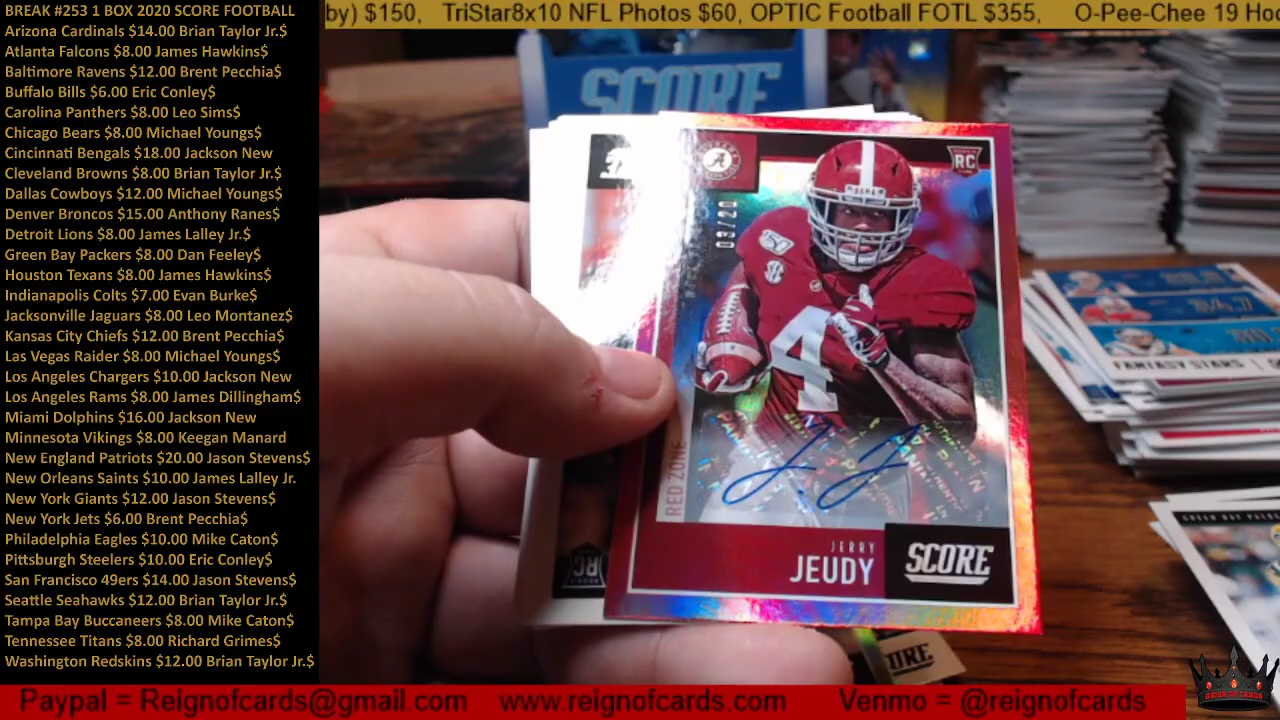 BREAK #253 1 BOX 2020 SCORE FOOTBALL
Arizona Cardinals $14.00 Brian Taylor Jr.$
Atlanta Falcons $8.00 James Hawkins$
Baltimore Ravens $12.00 Brent Pecchia$
Buffalo Bills $6.00 Eric Conley$
Carolina Panthers $8.00 Leo Sims$
Chicago Bears $8.00 Michael Youngs$
Cincinnati Bengals $18.00 Jackson New
Cleveland Browns $8.00 Brian Taylor Jr.$
Dallas Cowboys $12.00 Michael Youngs$
Denver Broncos $15.00 Anthony Ranes$
Detroit Lions $8.00 James Lalley Jr.$
Green Bay Packers $8.00 Dan Feeley$
Houston Texans $8.00 James Hawkins$
Indianapolis Colts $7.00 Evan Burke$
Jacksonville Jaguars $8.00 Leo Montanez$
Kansas City Chiefs $12.00 Brent Pecchia$
Las Vegas Raider $8.00 Michael Youngs$
Los Angeles Chargers $10.00 Jackson New
Los Angeles Rams $8.00 James Dillingham$
Miami Dolphins $16.00 Jackson New
Minnesota Vikings $8.00 Keegan Manard
New England Patriots $20.00 Jason Stevens$
New Orleans Saints $10.00 James Lalley Jr.
New York Giants $12.00 Jason Stevens$
New York Jets $6.00 Brent Pecchia$
Philadelphia Eagles $10.00 Mike Caton$
Pittsburgh Steelers $10.00 Eric Conley$
San Francisco 49ers $14.00 Jason Stevens$
Seattle Seahawks $12.00 Brian Taylor Jr.$
Tampa Bay Buccaneers $8.00 Mike Caton$
Tennessee Titans $8.00 Richard Grimes$
Washington Redskins $12.00 Brian Taylor Jr.$
by) $150, TriStar8x10 NFL Photos $60, OPTIC Football FOTL $355, O-Pee-Chee 19 Hoc
SCORE
A
RC
03/20
150
SEC
BAMA
4
RED ZONE
JERRY
JEUDY
SCORE
RC
FANTASY STARS
GREEN BAY
REIGN OF CARDS
Paypal = Reignofcards@gmail.com www.reignofcards.com Venmo = @reignofcards